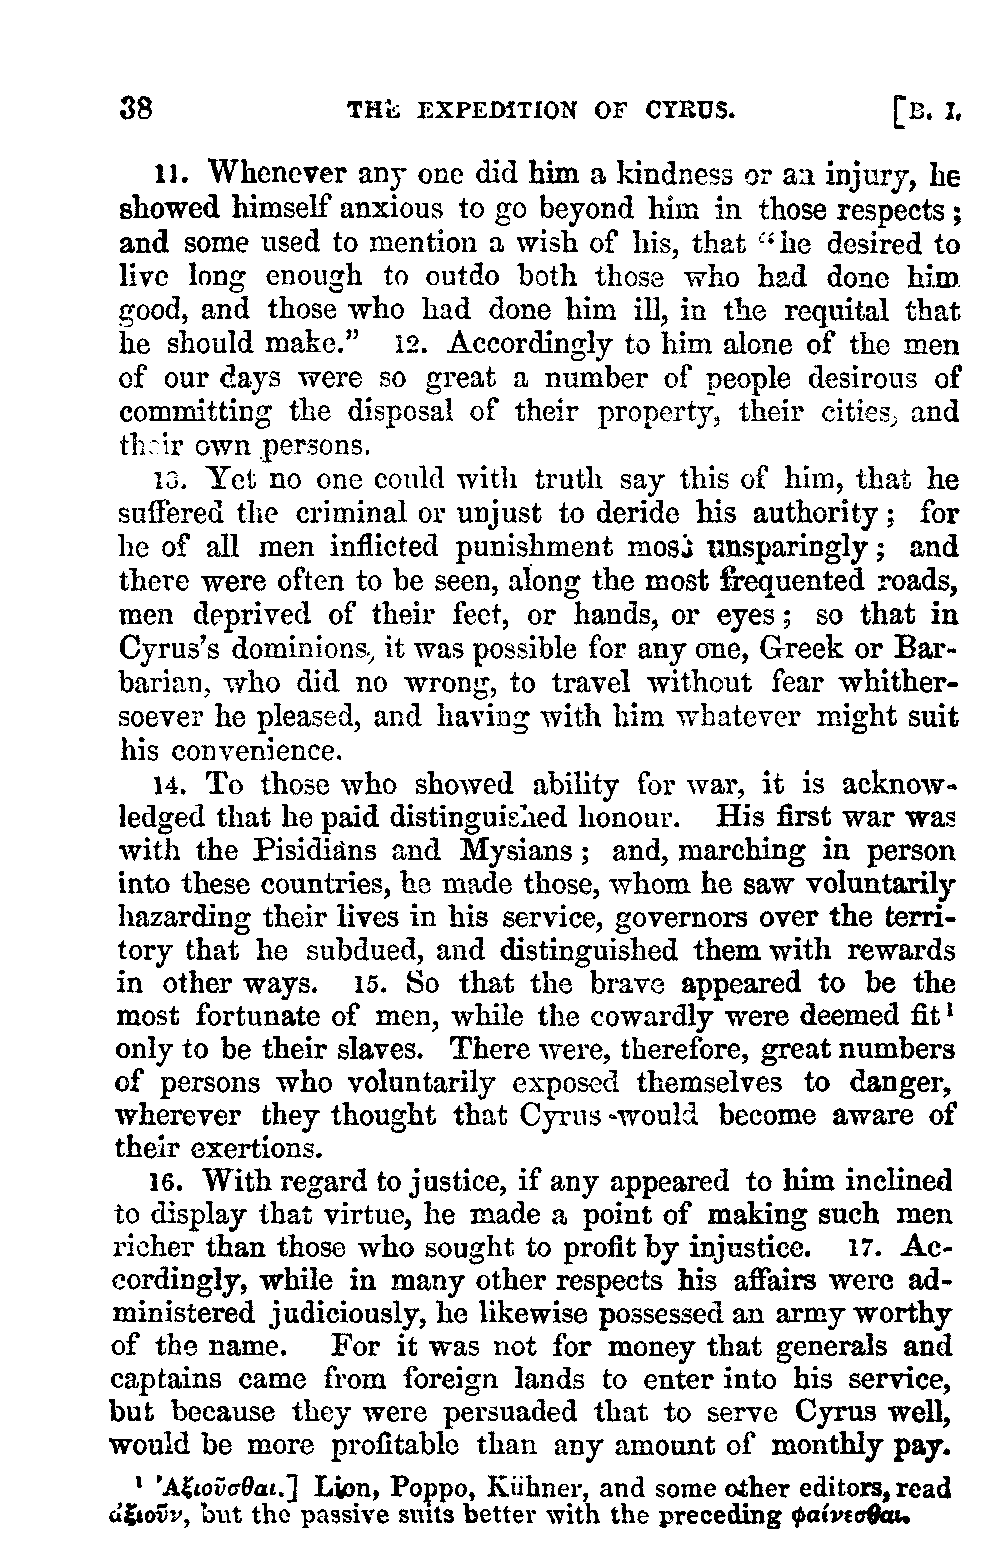 38 THE EXPEDITION OF CYRUS. [B. I.
11. Whenever any one did him a kindness or an injury, he
showed himself anxious to go beyond him in those respects;
and some used to mention a wish of his, that "he desired to
live long enough to outdo both those who had done him
good, and those who had done him ill, in the requital that
he should make." 12. Accordingly to him alone of the men
of our days were so great a number of people desirous of
committing the disposal of their property, their cities, and
their own persons.
13. Yet no one could with truth say this of him, that he
suffered the criminal or unjust to deride his authority; for
he of all men inflicted punishment most unsparingly; and
there were often to be seen, along the most frequented roads,
men deprived of their feet, or hands, or eyes; so that in
Cyrus's dominions, it was possible for any one, Greek or Bar-
barian, who did no wrong, to travel without fear whither-
soever he pleased, and having with him whatever might suit
his convenience.
14. To those who showed ability for war, it is acknow-
ledged that he paid distinguished honour. His first war was
with the Pisidians and Mysians; and, marching in person
into these countries, he made those, whom he saw voluntarily
hazarding their lives in his service, governors over the terri-
tory that he subdued, and distinguished them with rewards
in other ways. 15. So that the brave appeared to be the
most fortunate of men, while the cowardly were deemed fit¹
only to be their slaves. There were, therefore, great numbers
of persons who voluntarily exposed themselves to danger,
wherever they thought that Cyrus would become aware of
their exertions.
16. With regard to justice, if any appeared to him inclined
to display that virtue, he made a point of making such men
richer than those who sought to profit by injustice. 17. Ac-
cordingly, while in many other respects his affairs were ad-
ministered judiciously, he likewise possessed an army worthy
of the name. For it was not for money that generals and
captains came from foreign lands to enter into his service,
but because they were persuaded that to serve Cyrus well,
would be more profitable than any amount of monthly pay.
¹ Ἀξιοῦσθαι.] Lion, Poppo, Kühner, and some other editors, read
ἀξιοῦν, but the passive suits better with the preceding φαίνεσθαι.